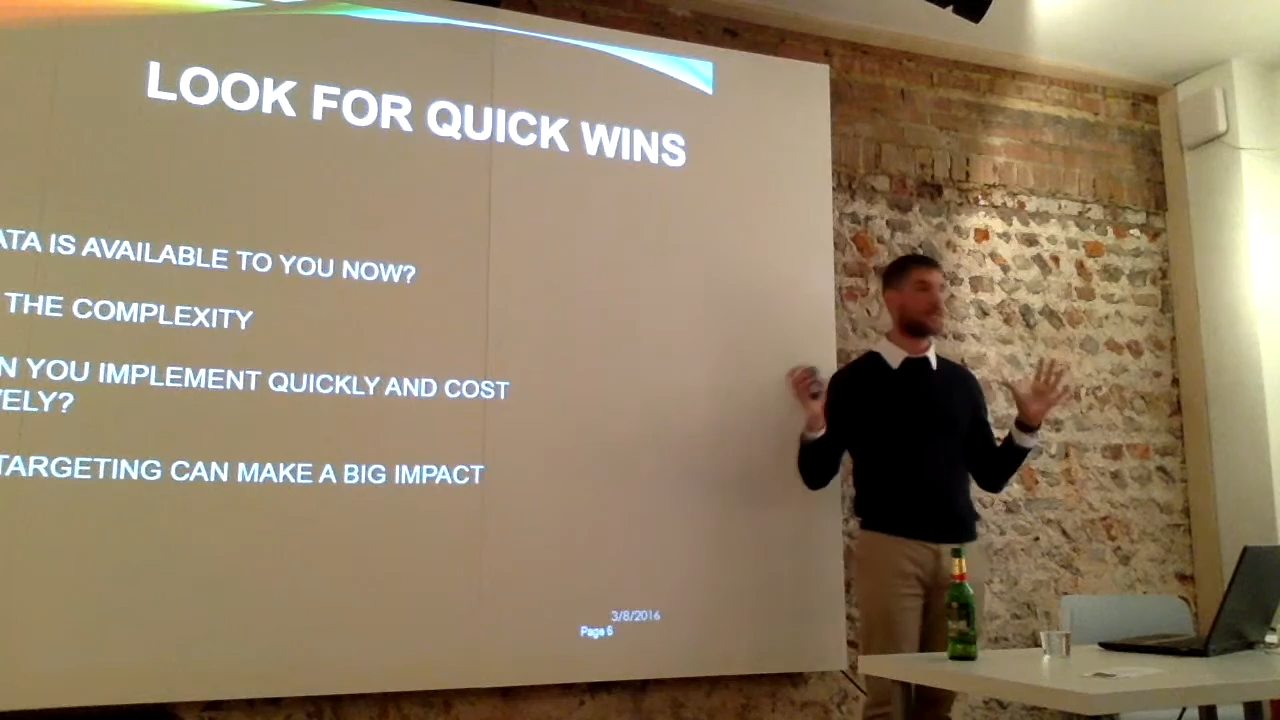 LOOK FOR QUICK WINS
ATA IS AVAILABLE TO YOU NOW?
THE COMPLEXITY
N YOU IMPLEMENT QUICKLY AND COST
VELY?
TARGETING CAN MAKE A BIG IMPACT
3/8/2016
Page 6